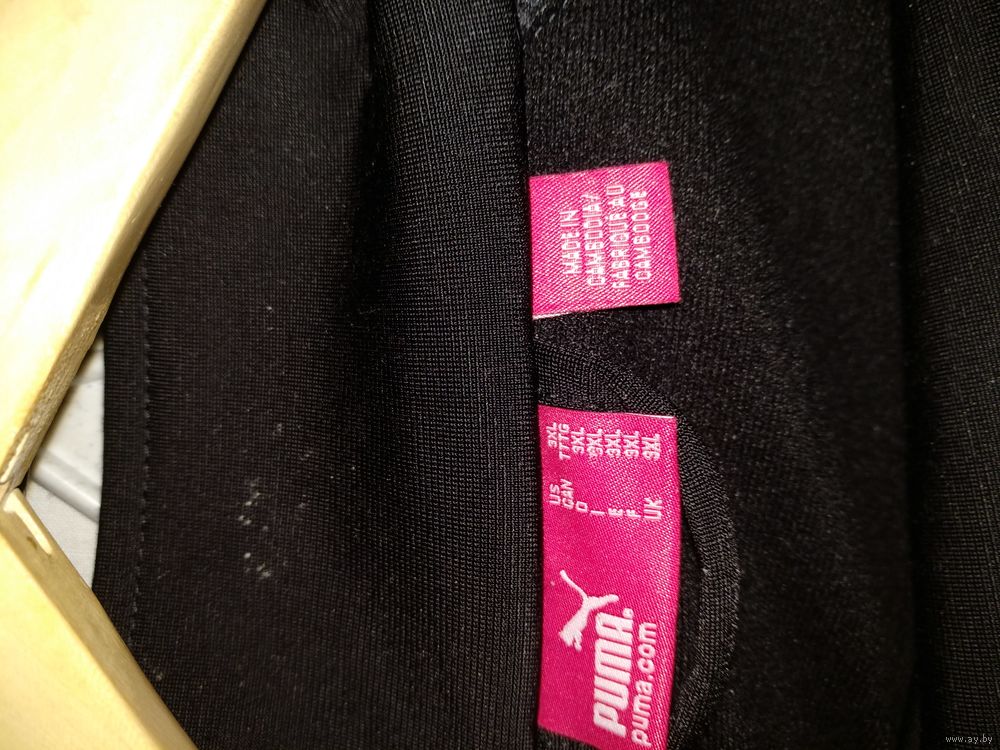 MADE IN
CAMBODIA/
FABRIQUE AU
CAMBODGE
PUMA.
puma.com
US 3XL
CAN TTTG
D 3XL
I 3XL
E 3XL
F 3XL
UK 3XL
www.ay.by